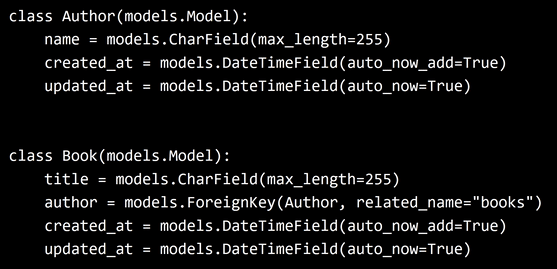 class Author(models.Model):
    name = models.CharField(max_length=255)
    created_at = models.DateTimeField(auto_now_add=True)
    updated_at = models.DateTimeField(auto_now=True)
class Book(models.Model):
    title = models.CharField(max_length=255)
    author = models.ForeignKey(Author, related_name="books")
    created_at = models.DateTimeField(auto_now_add=True)
    updated_at = models.DateTimeField(auto_now=True)